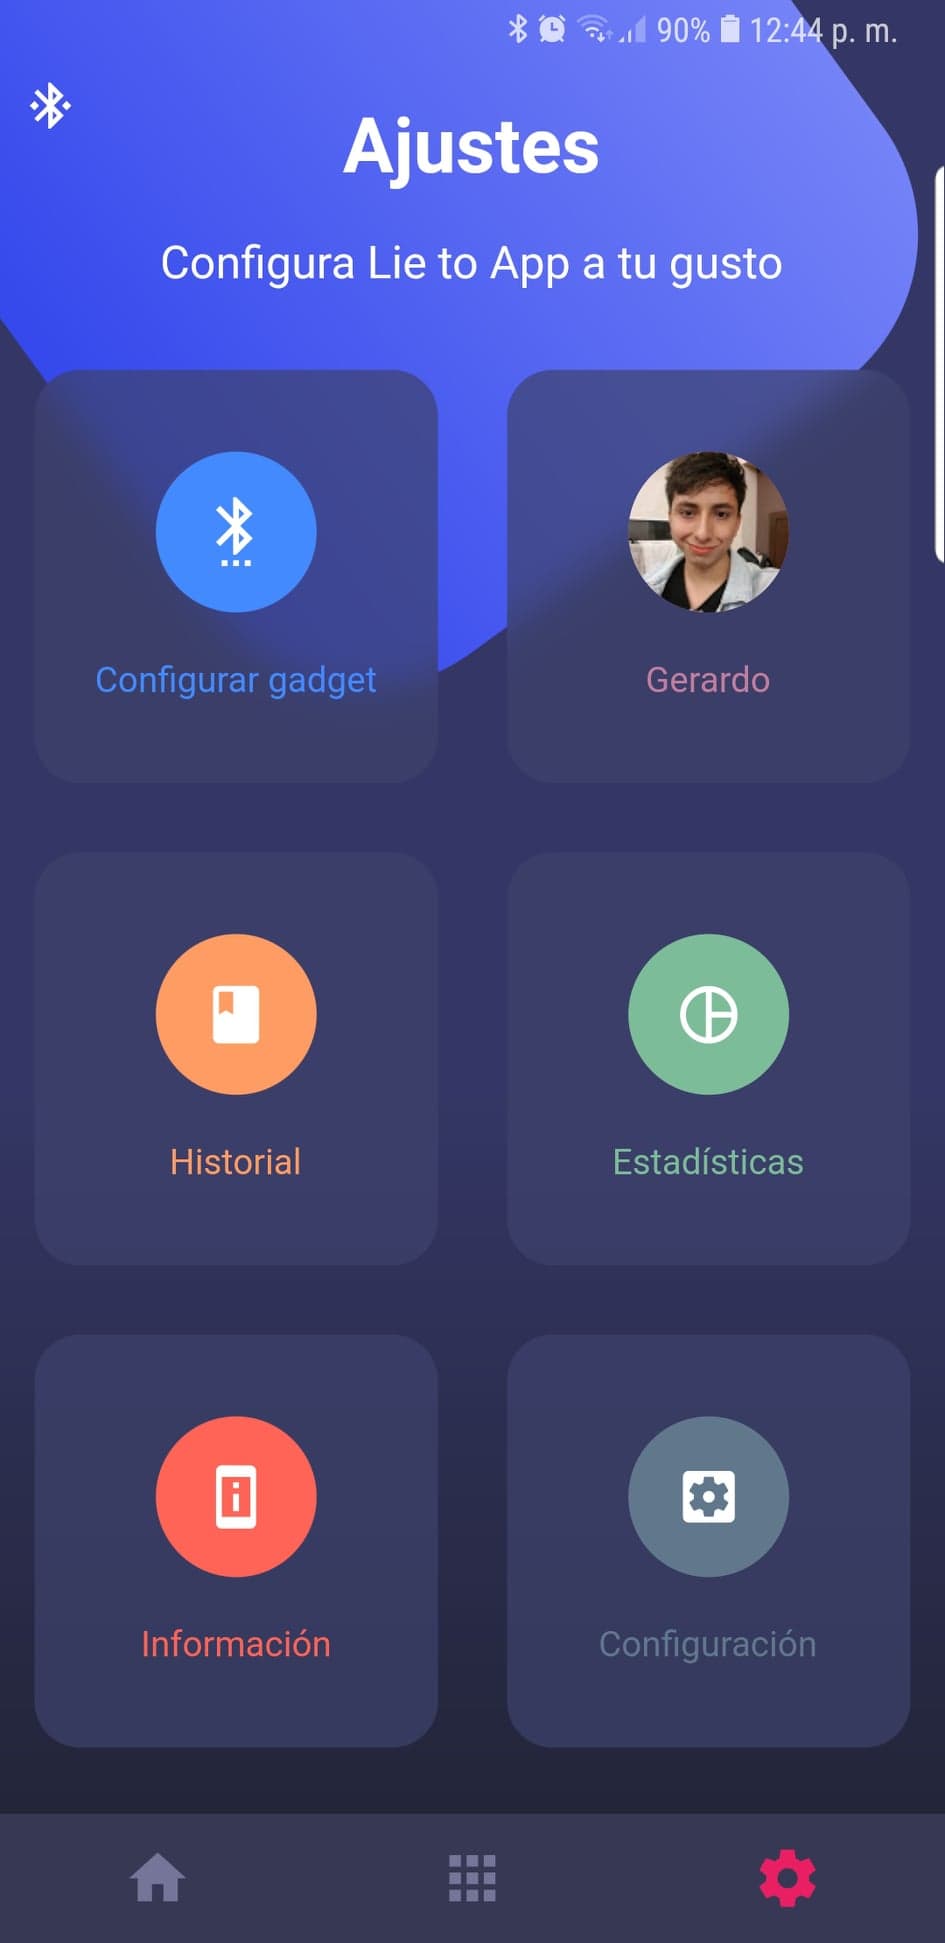 90% 12:44 p. m.
Ajustes
Configura Lie to App a tu gusto
Configurar gadget
Gerardo
Historial
Estadísticas
Información
Configuración